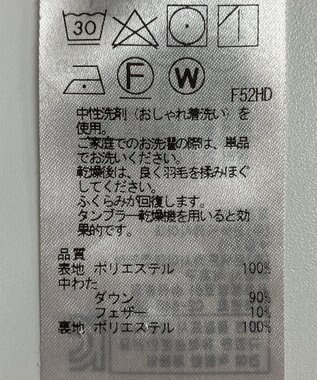 30
F
W
F52HD
中性洗剤（おしゃれ着洗い）を
使用。
ご家庭でのお洗濯の際は、単品
でお洗いください。
乾燥後は、良く羽毛を揉みほぐ
してください。
ふくらみが回復します。
タンブラー乾燥機を用いると効
果的です。
品質
表地 ポリエステル 100%
中わた
ダウン 90%
フェザー 10%
裏地 ポリエステル 100%